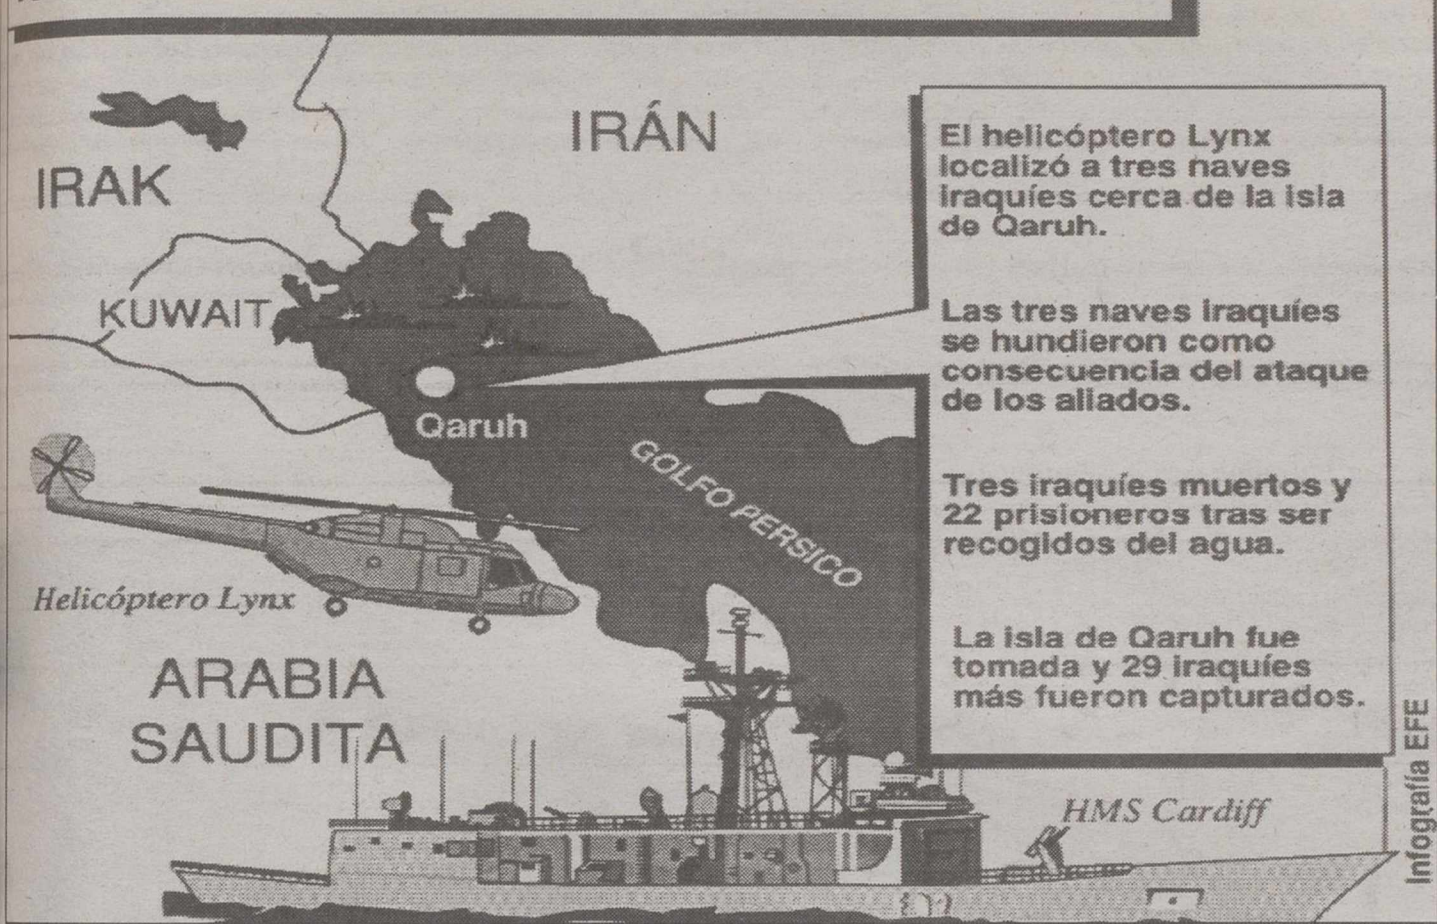 IRAK
IRÁN
KUWAIT
Qaruh
GOLFO PERSICO
Helicóptero Lynx
ARABIA
SAUDITA
HMS Cardiff
El helicóptero Lynx
localizó a tres naves
iraquíes cerca de la isla
de Qaruh.
Las tres naves iraquíes
se hundieron como
consecuencia del ataque
de los aliados.
Tres iraquíes muertos y
22 prisioneros tras ser
recogidos del agua.
La isla de Qaruh fue
tomada y 29 iraquíes
más fueron capturados.
Infografía EFE